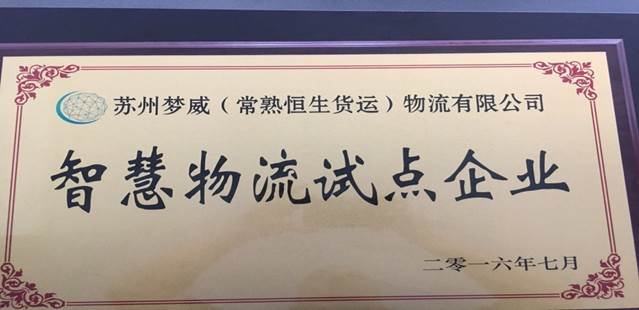 苏州梦威（常熟恒生货运）物流有限公司
智慧物流试点企业
二零一六年七月